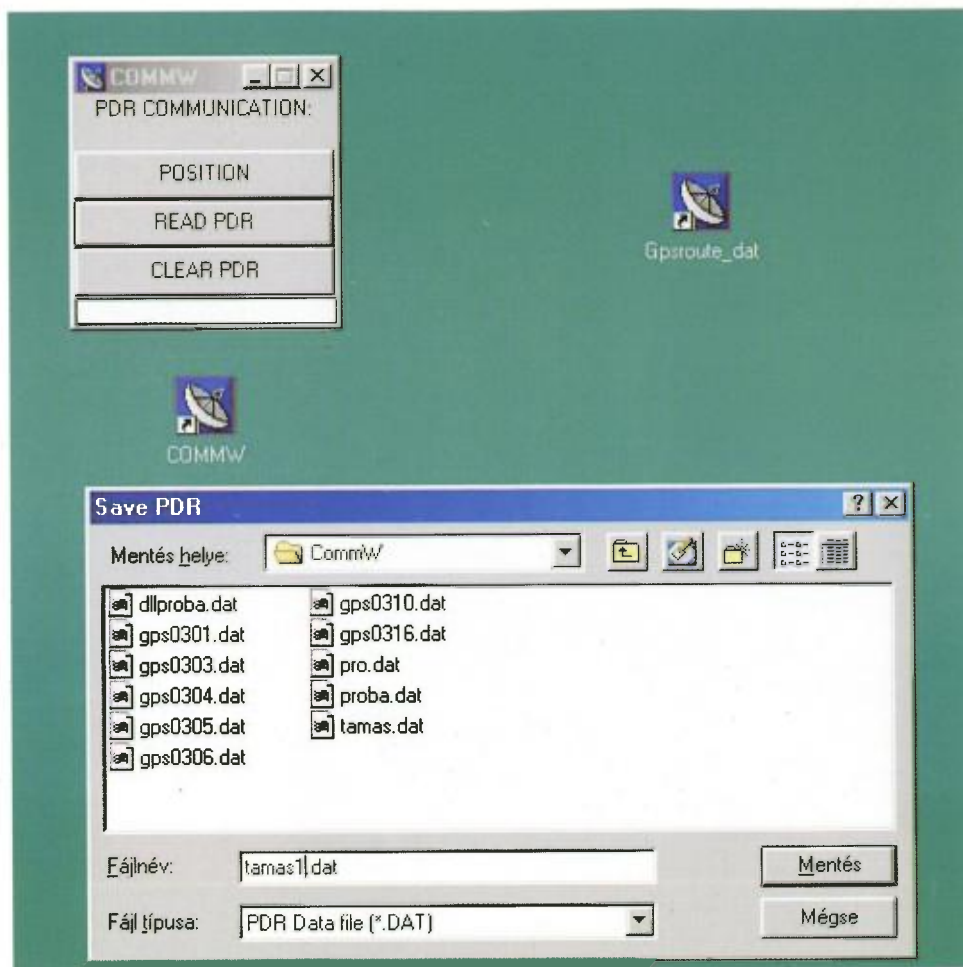 COMMW
PDR COMMUNICATION:
POSITION
READ PDR
CLEAR PDR
Gpsroute_dat
COMMW
Save PDR
Mentés helye:
CommW
dllproba.dat
gps0301.dat
gps0303.dat
gps0304.dat
gps0305.dat
gps0306.dat
gps0310.dat
gps0316.dat
pro.dat
proba.dat
tamas.dat
Fájlnév:
tamas1.dat
Mentés
Fájl típusa:
PDR Data file (*.DAT)
Mégse